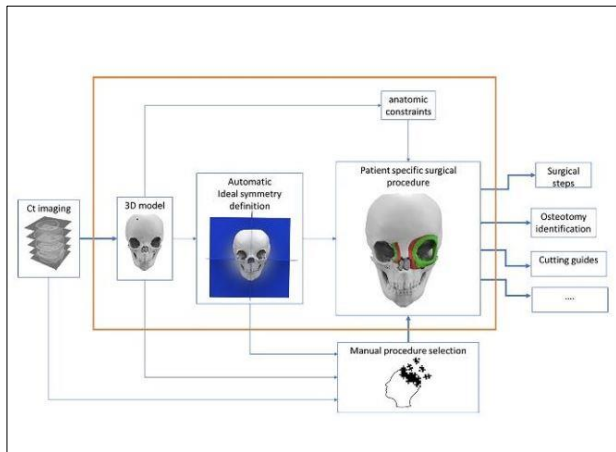 anatomic
constraints
Automatic
Ideal symmetry
definition
Patient specific surgical
procedure
Ct imaging
3D model
Surgical
steps
Osteotomy
identification
Cutting guides
....
Manual procedure selection